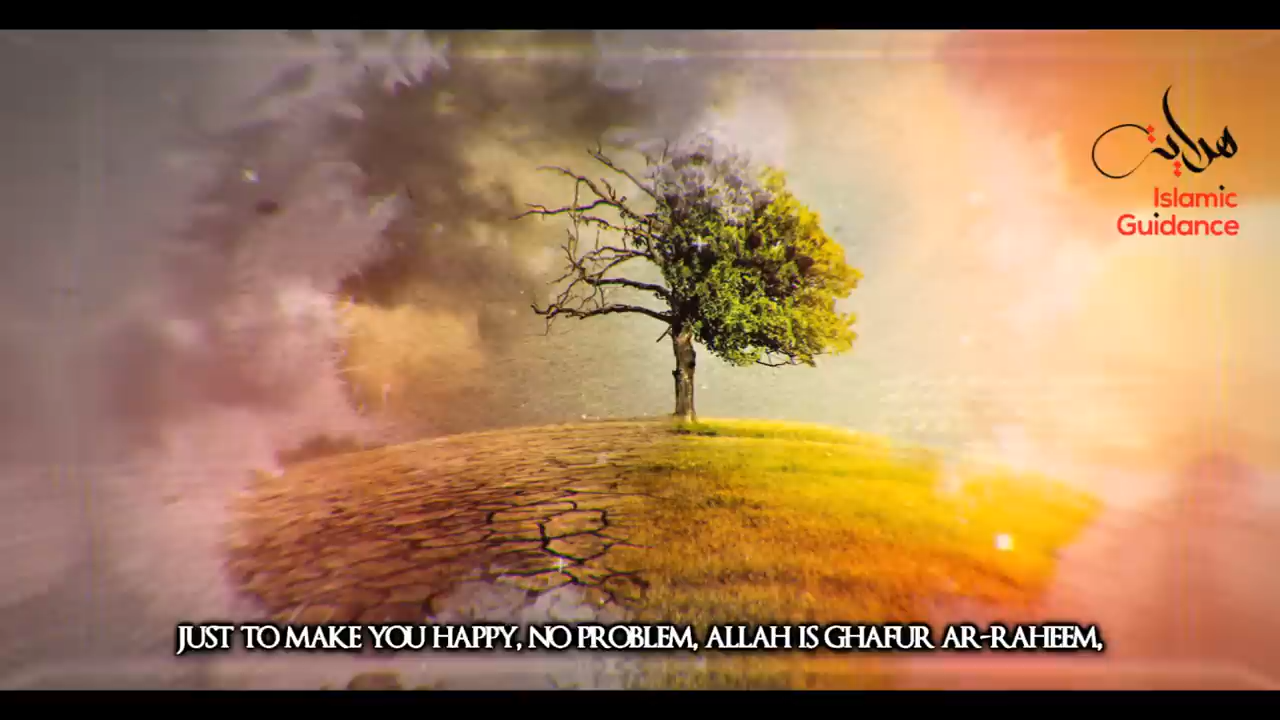 هداية
Islamic
Guidance
JUST TO MAKE YOU HAPPY, NO PROBLEM, ALLAH IS GHAFUR AR-RAHEEM,